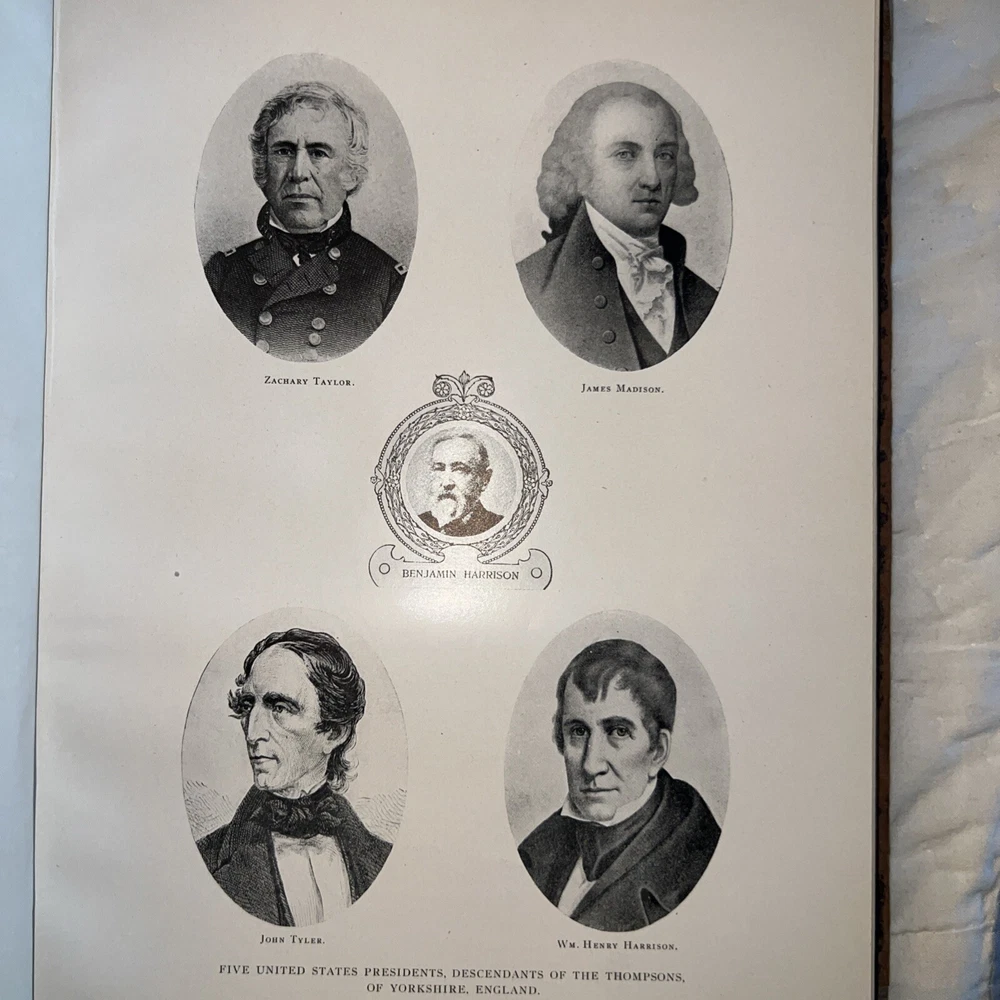 Zachary Taylor.
James Madison.
BENJAMIN HARRISON
John Tyler.
Wm. Henry Harrison.
FIVE UNITED STATES PRESIDENTS, DESCENDANTS OF THE THOMPSONS,
OF YORKSHIRE, ENGLAND.